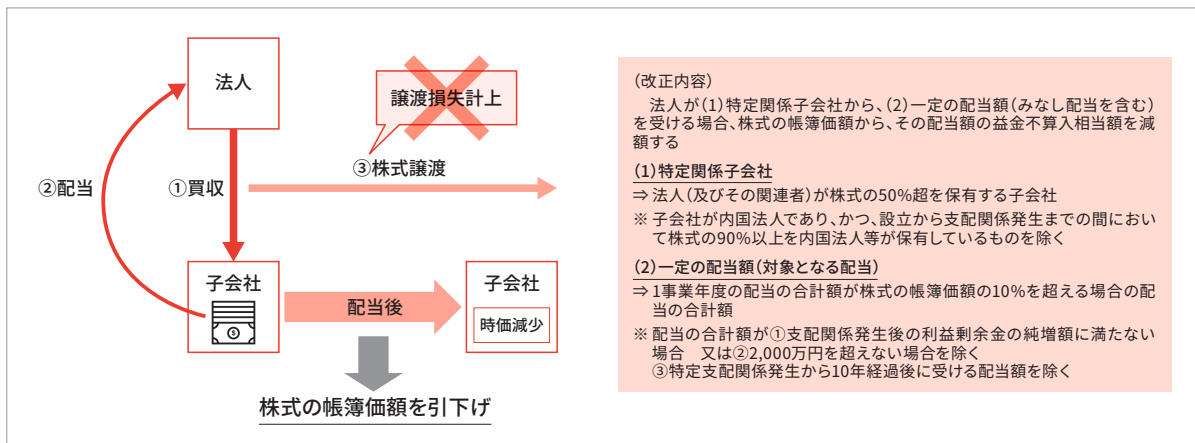 法人
譲渡損失計上
③株式譲渡
②配当
①買収
子会社
配当後
子会社
時価減少
株式の帳簿価額を引下げ
（改正内容）
法人が（1）特定関係子会社から、（2）一定の配当額（みなし配当を含む）
を受ける場合、株式の帳簿価額から、その配当額の益金不算入相当額を減
額する
（1）特定関係子会社
⇒ 法人（及びその関連者）が株式の50％超を保有する子会社
※ 子会社が内国法人であり、かつ、設立から支配関係発生までの間におい
て株式の90％以上を内国法人等が保有しているものを除く
（2）一定の配当額（対象となる配当）
⇒ 1事業年度の配当の合計額が株式の帳簿価額の10％を超える場合の配
当の合計額
※ 配当の合計額が①支配関係発生後の利益剰余金の純増額に満たない
場合　又は②2,000万円を超えない場合を除く
③特定支配関係発生から10年経過後に受ける配当額を除く